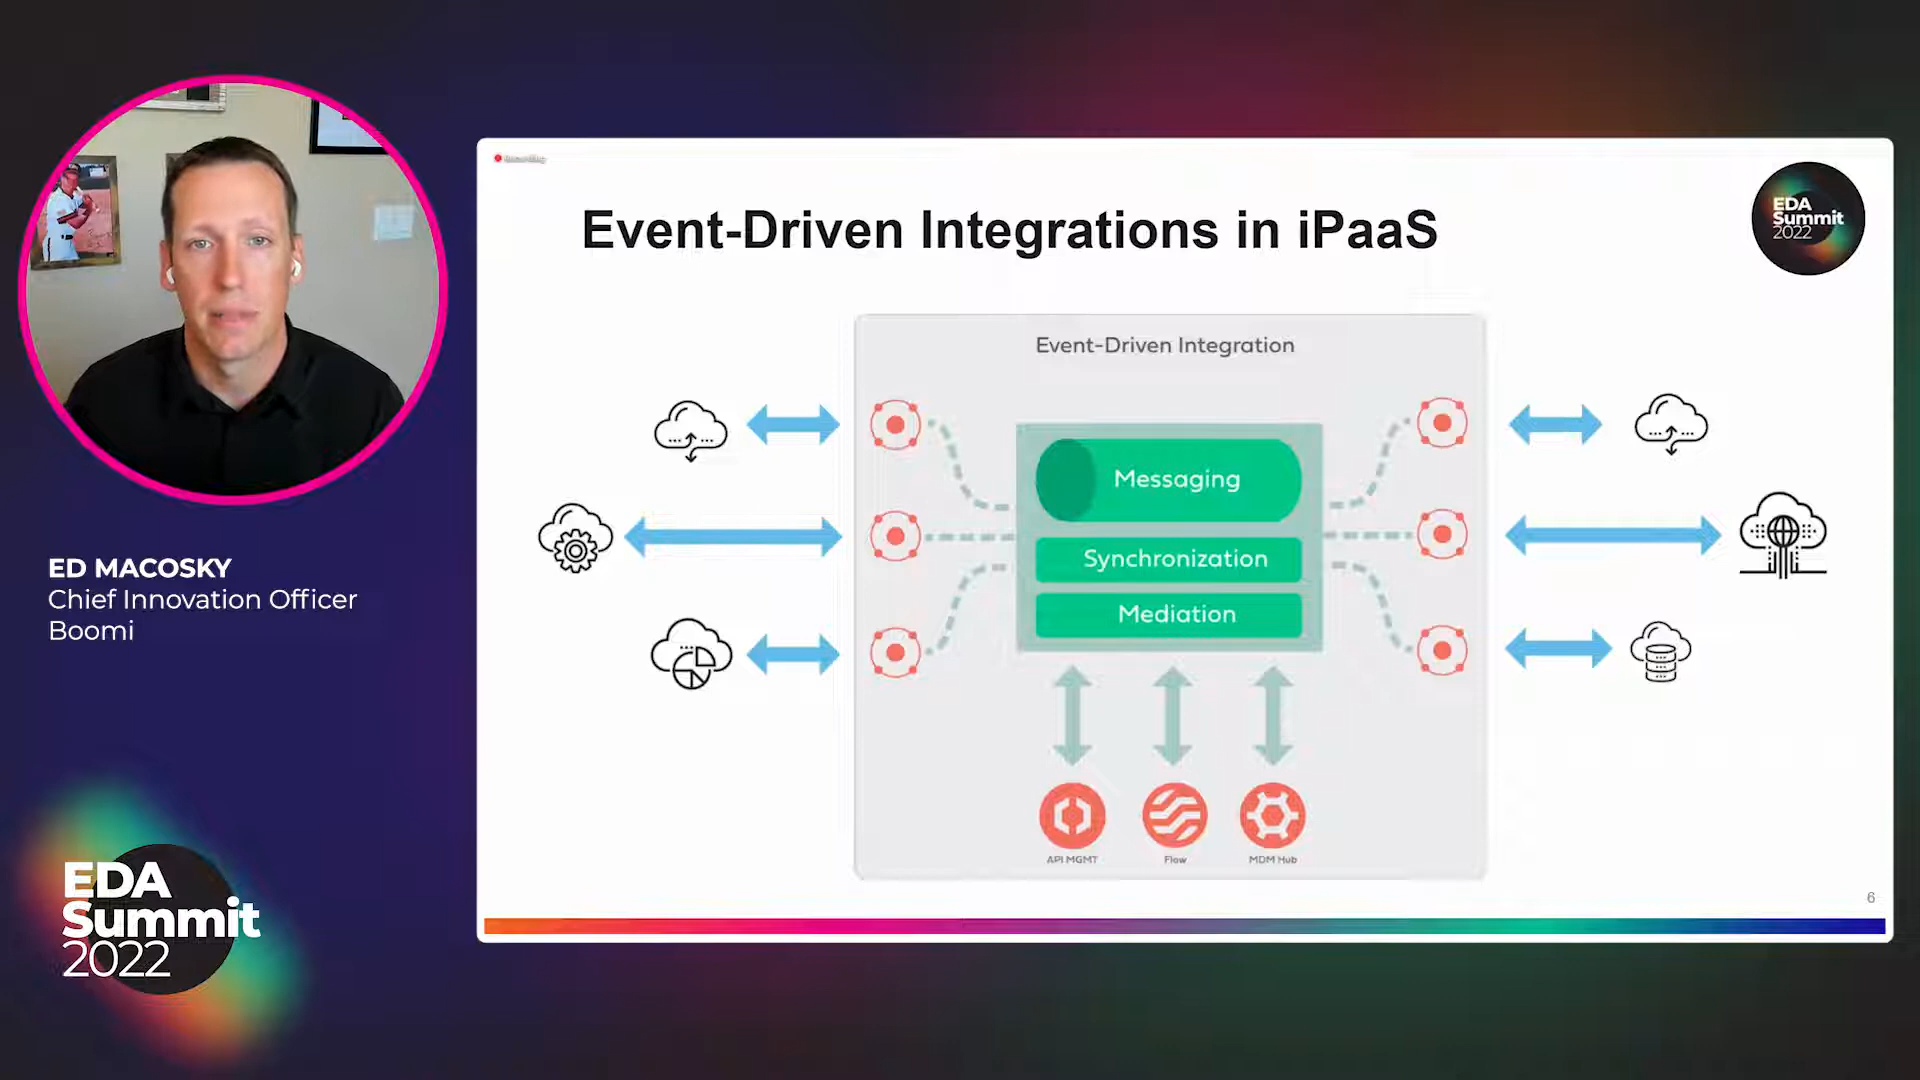 Event-Driven Integrations in iPaaS
EDA
Summit
2022
Event-Driven Integration
Messaging
Synchronization
Mediation
API MGMT
Flow
MDM Hub
6
ED MACOSKY
Chief Innovation Officer
Boomi
EDA
Summit
2022